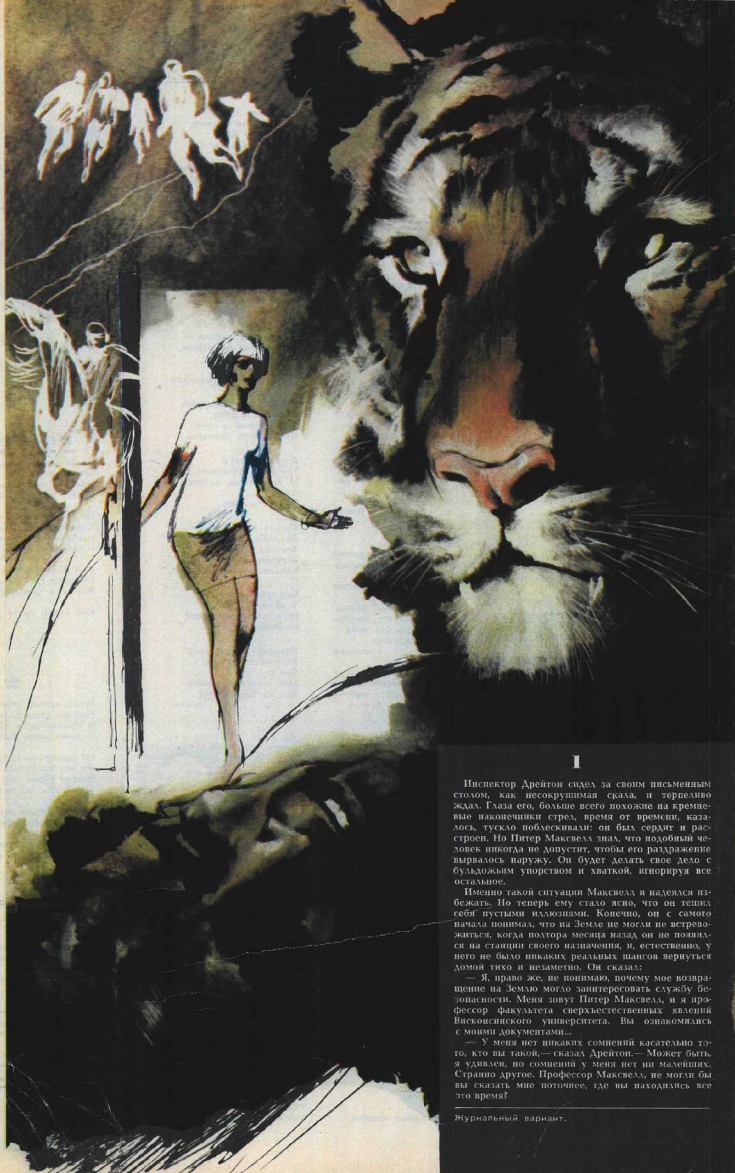 I
Инспектор Дрейтон сидел за своим письменным
столом, как несокрушимая скала, и терпеливо
ждал. Глаза его, больше всего похожие на кремне-
вые наконечники стрел, время от времени, каза-
лось, тускло поблескивали: он был сердит и рас-
строен. Но Питер Максвелл знал, что подобный че-
ловек никогда не допустит, чтобы его раздражение
вырвалось наружу. Он будет делать свое дело с
бульдожьим упорством и хваткой, игнорируя все
остальное.
Именно такой ситуации Максвелл и надеялся из-
бежать. Но теперь ему стало ясно, что он тешил
себя пустыми иллюзиями. Конечно, он с самого
начала понимал, что на Земле не могли не встрево-
житься, когда полтора месяца назад он не появил-
ся на станции своего назначения, и, естественно, у
него не было никаких реальных шансов вернуться
домой тихо и незаметно. Он сказал:
— Я, право же, не понимаю, почему мое возвра-
щение на Землю могло заинтересовать службу бе-
зопасности. Меня зовут Питер Максвелл, и я про-
фессор факультета сверхъестественных явлений
Висконсинского университета. Вы ознакомились
с моими документами...
— У меня нет никаких сомнений касательно то-
го, кто вы такой,— сказал Дрейтон.— Может быть,
я удивлен, но сомнений у меня нет ни малейших.
Странно другое. Профессор Максвелл, не могли бы
вы сказать мне поточнее, где вы находились все
это время?
Журнальный вариант.